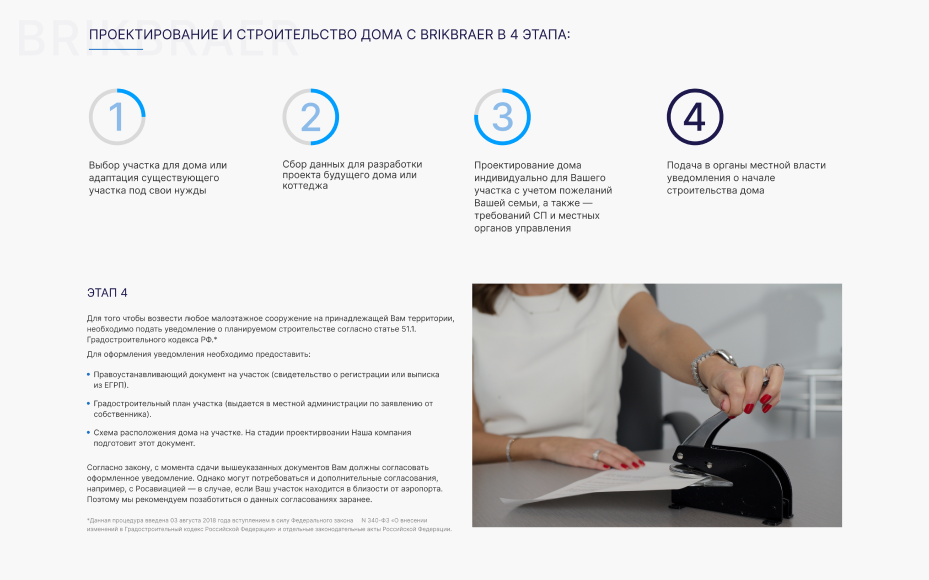 BRIKBRAER
ПРОЕКТИРОВАНИЕ И СТРОИТЕЛЬСТВО ДОМА С BRIKBRAER В 4 ЭТАПА:
1
Выбор участка для дома или
адаптация существующего
участка под свои нужды
2
Сбор данных для разработки
проекта будущего дома или
коттеджа
3
Проектирование дома
индивидуально для Вашего
участка с учетом пожеланий
Вашей семьи, а также —
требований СП и местных
органов управления
4
Подача в органы местной власти
уведомления о начале
строительства дома
ЭТАП 4
Для того чтобы возвести любое малоэтажное сооружение на принадлежащей Вам территории,
необходимо подать уведомление о планируемом строительстве согласно статье 51.1.
Градостроительного кодекса РФ.*
Для оформления уведомления необходимо предоставить:
• Правоустанавливающий документ на участок (свидетельство о регистрации или выписка
из ЕГРП).
• Градостроительный план участка (выдается в местной администрации по заявлению от
собственника).
• Схема расположения дома на участке. На стадии проектирвоании Наша компания
подготовит этот документ.
Согласно закону, с момента сдачи вышеуказанных документов Вам должны согласовать
оформленное уведомление. Однако могут потребоваться и дополнительные согласования,
например, с Росавиацией — в случае, если Ваш участок находится в близости от аэропорта.
Поэтому мы рекомендуем позаботиться о данных согласованиях заранее.
*Данная процедура введена 03 августа 2018 года вступлением в силу Федерального закона N 340-ФЗ «О внесении
изменений в Градостроительный кодекс Российской Федерации» и отдельные законодательные акты Российской Федерации.